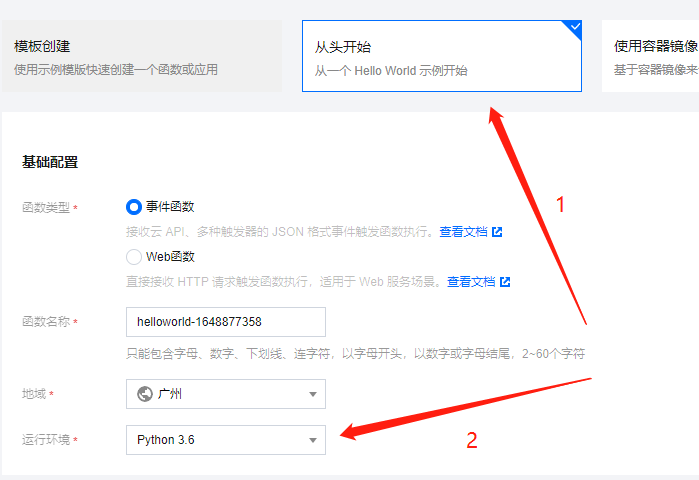 模板创建
使用示例模版快速创建一个函数或应用
从头开始
从一个 Hello World 示例开始
使用容器镜像
基于容器镜像来
1
基础配置
函数类型 *
事件函数
接收云 API、多种触发器的 JSON 格式事件触发函数执行。查看文档
Web函数
直接接收 HTTP 请求触发函数执行，适用于 Web 服务场景。查看文档
函数名称 *
helloworld-1648877358
只能包含字母、数字、下划线、连字符，以字母开头，以数字或字母结尾，2~60个字符
地域 *
广州
运行环境 *
Python 3.6
2